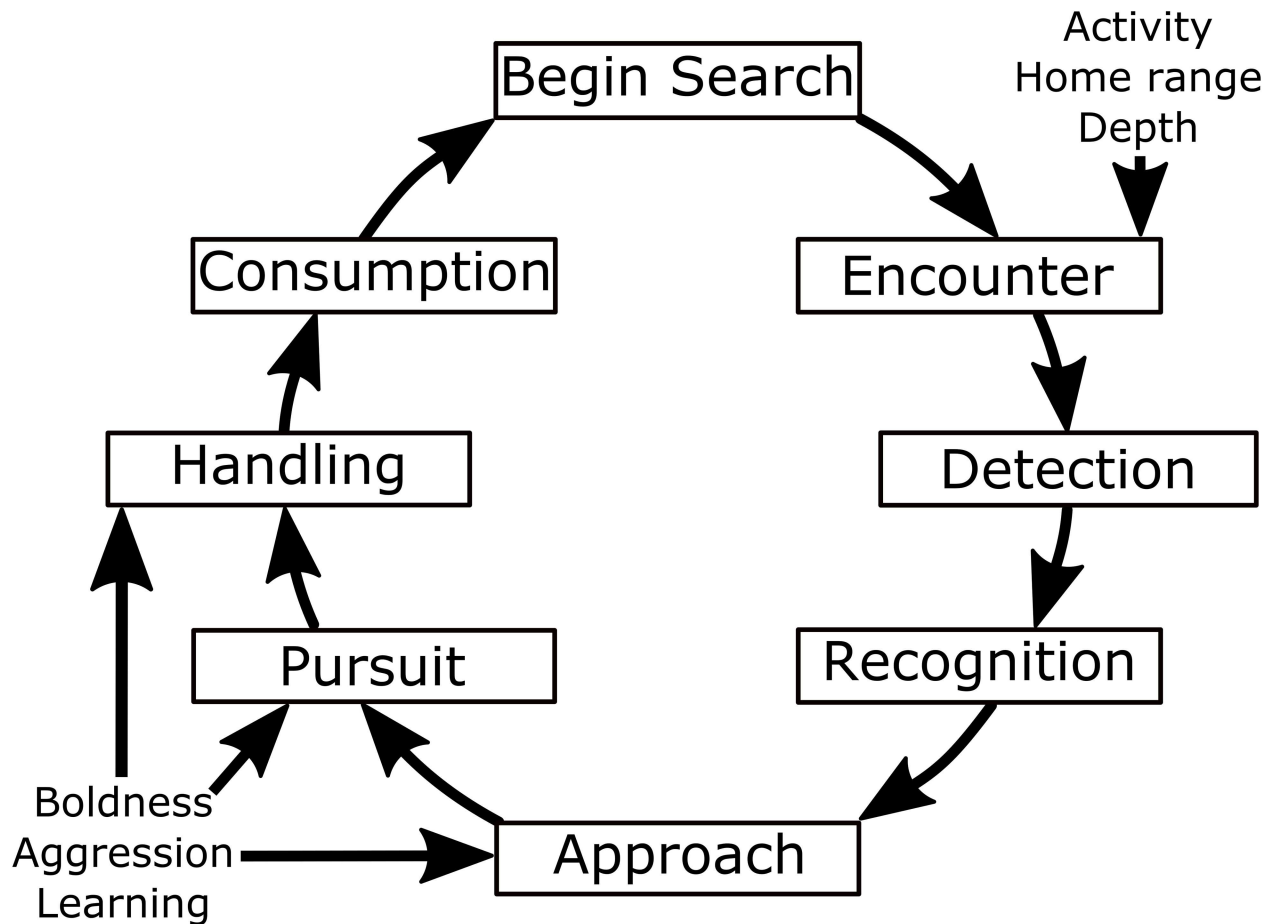 Begin Search
Activity
Home range
Depth
Encounter
Detection
Recognition
Approach
Pursuit
Handling
Consumption
Boldness
Aggression
Learning